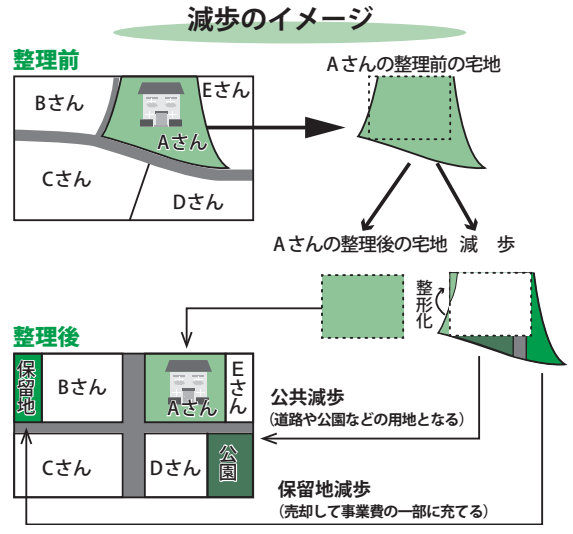 減歩のイメージ
整理前
Bさん
Eさん
Aさん
Cさん
Dさん
Aさんの整理前の宅地
Aさんの整理後の宅地
減 歩
整形化
整理後
保留地
Bさん
Aさん
Eさん
Cさん
Dさん
公園
公共減歩
(道路や公園などの用地となる)
保留地減歩
(売却して事業費の一部に充てる)